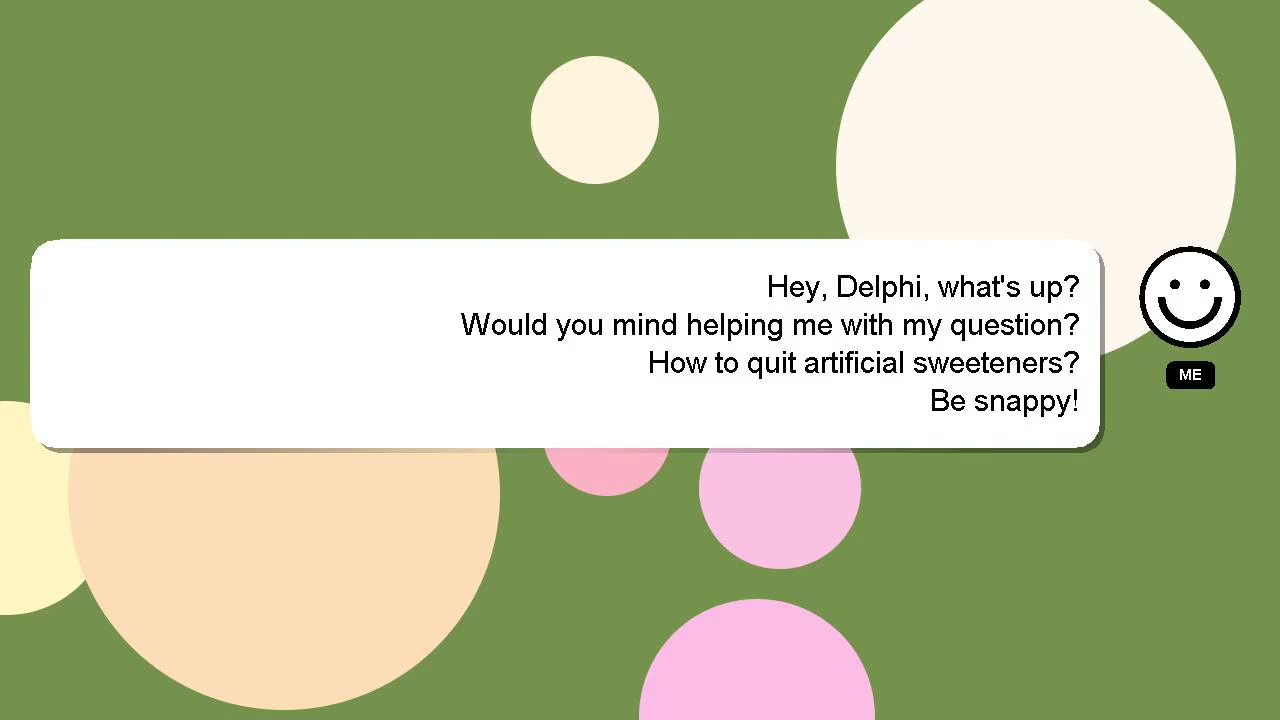 Hey, Delphi, what's up?
Would you mind helping me with my question?
How to quit artificial sweeteners?
Be snappy!
ME